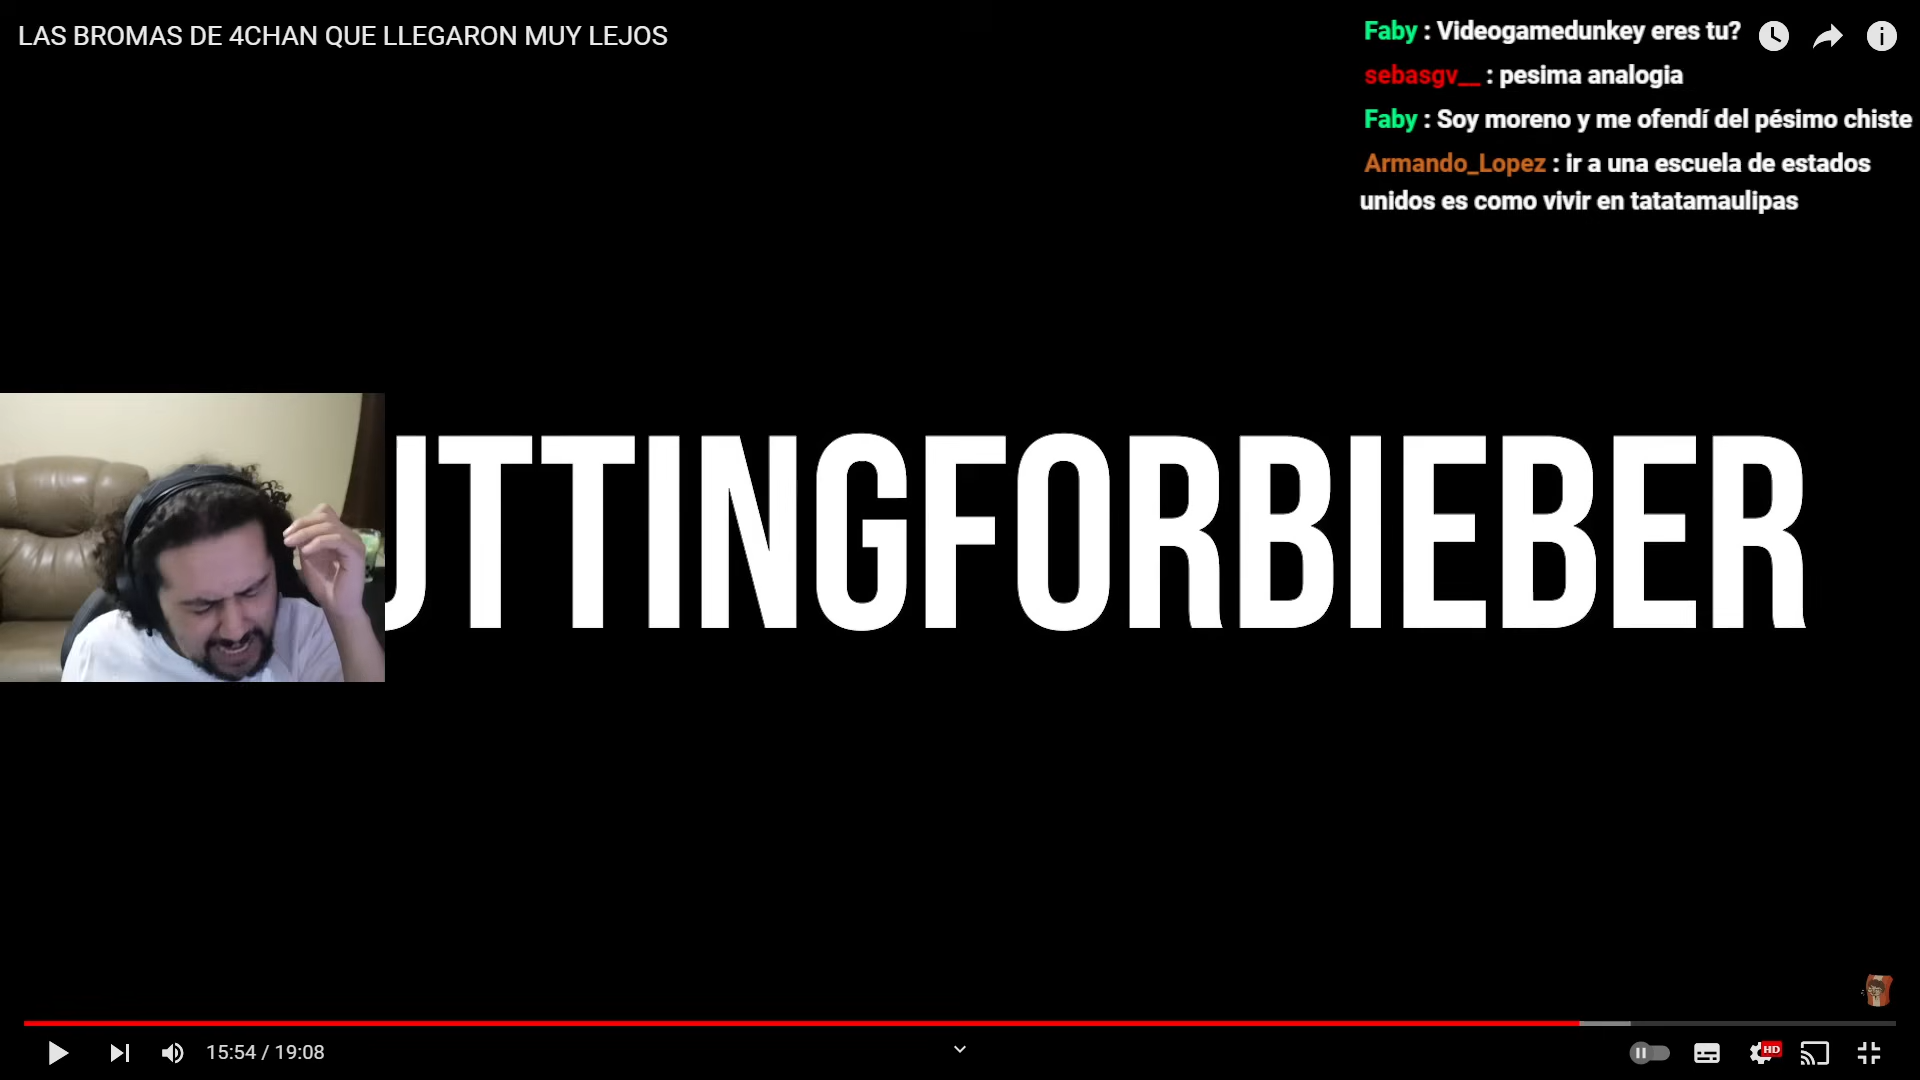 LAS BROMAS DE 4CHAN QUE LLEGARON MUY LEJOS
Faby : Videogamedunkey eres tu?
sebasgv__ : pesima analogia
Faby : Soy moreno y me ofendí del pésimo chiste
Armando_Lopez : ir a una escuela de estados
unidos es como vivir en tatatamaulipas
UTTINGFORBIEBER
15:54 / 19:08
HD